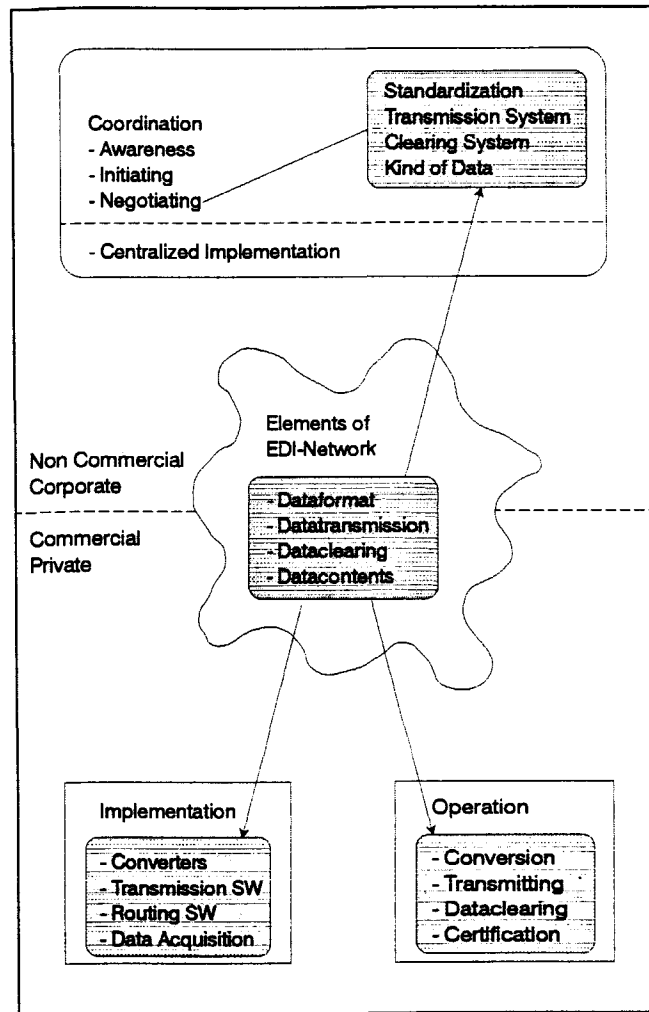 Coordination
- Awareness
- Initiating
- Negotiating
Standardization
Transmission System
Clearing System
Kind of Data
- Centralized Implementation
Elements of
EDI-Network
Non Commercial
Corporate
- Dataformat
- Datatransmission
- Dataclearing
- Datacontents
Commercial
Private
Implementation
- Converters
- Transmission SW
- Routing SW
- Data Acquisition
Operation
- Conversion
- Transmitting
- Dataclearing
- Certification